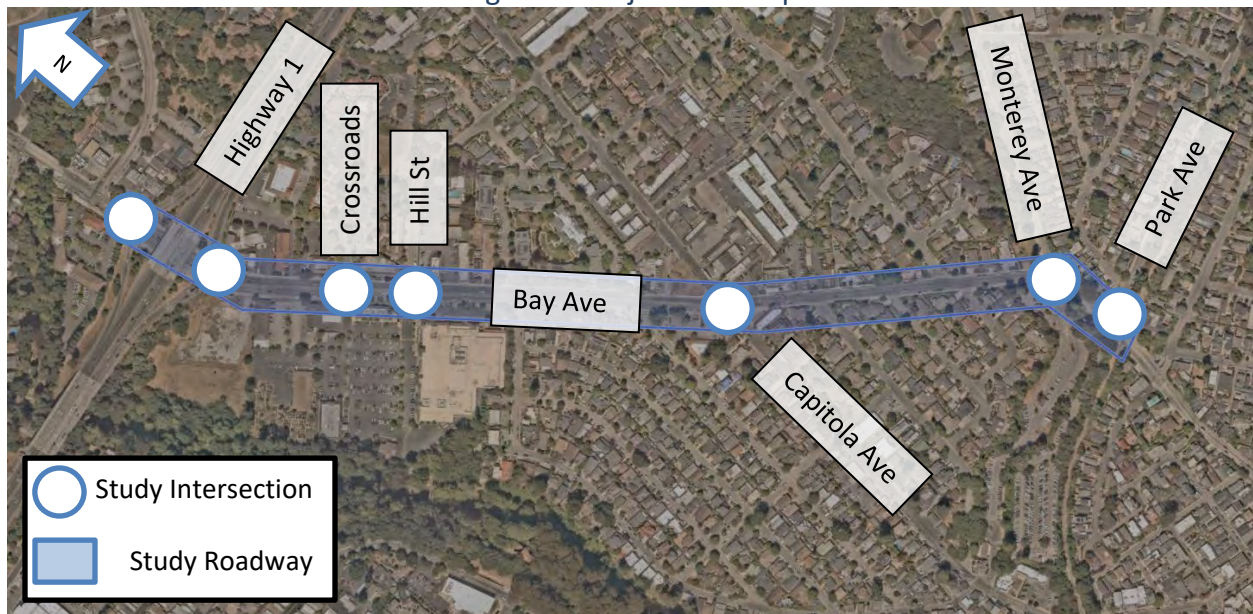 N
Highway 1
Crossroads
Hill St
Bay Ave
Capitola Ave
Monterey Ave
Park Ave
Study Intersection
Study Roadway